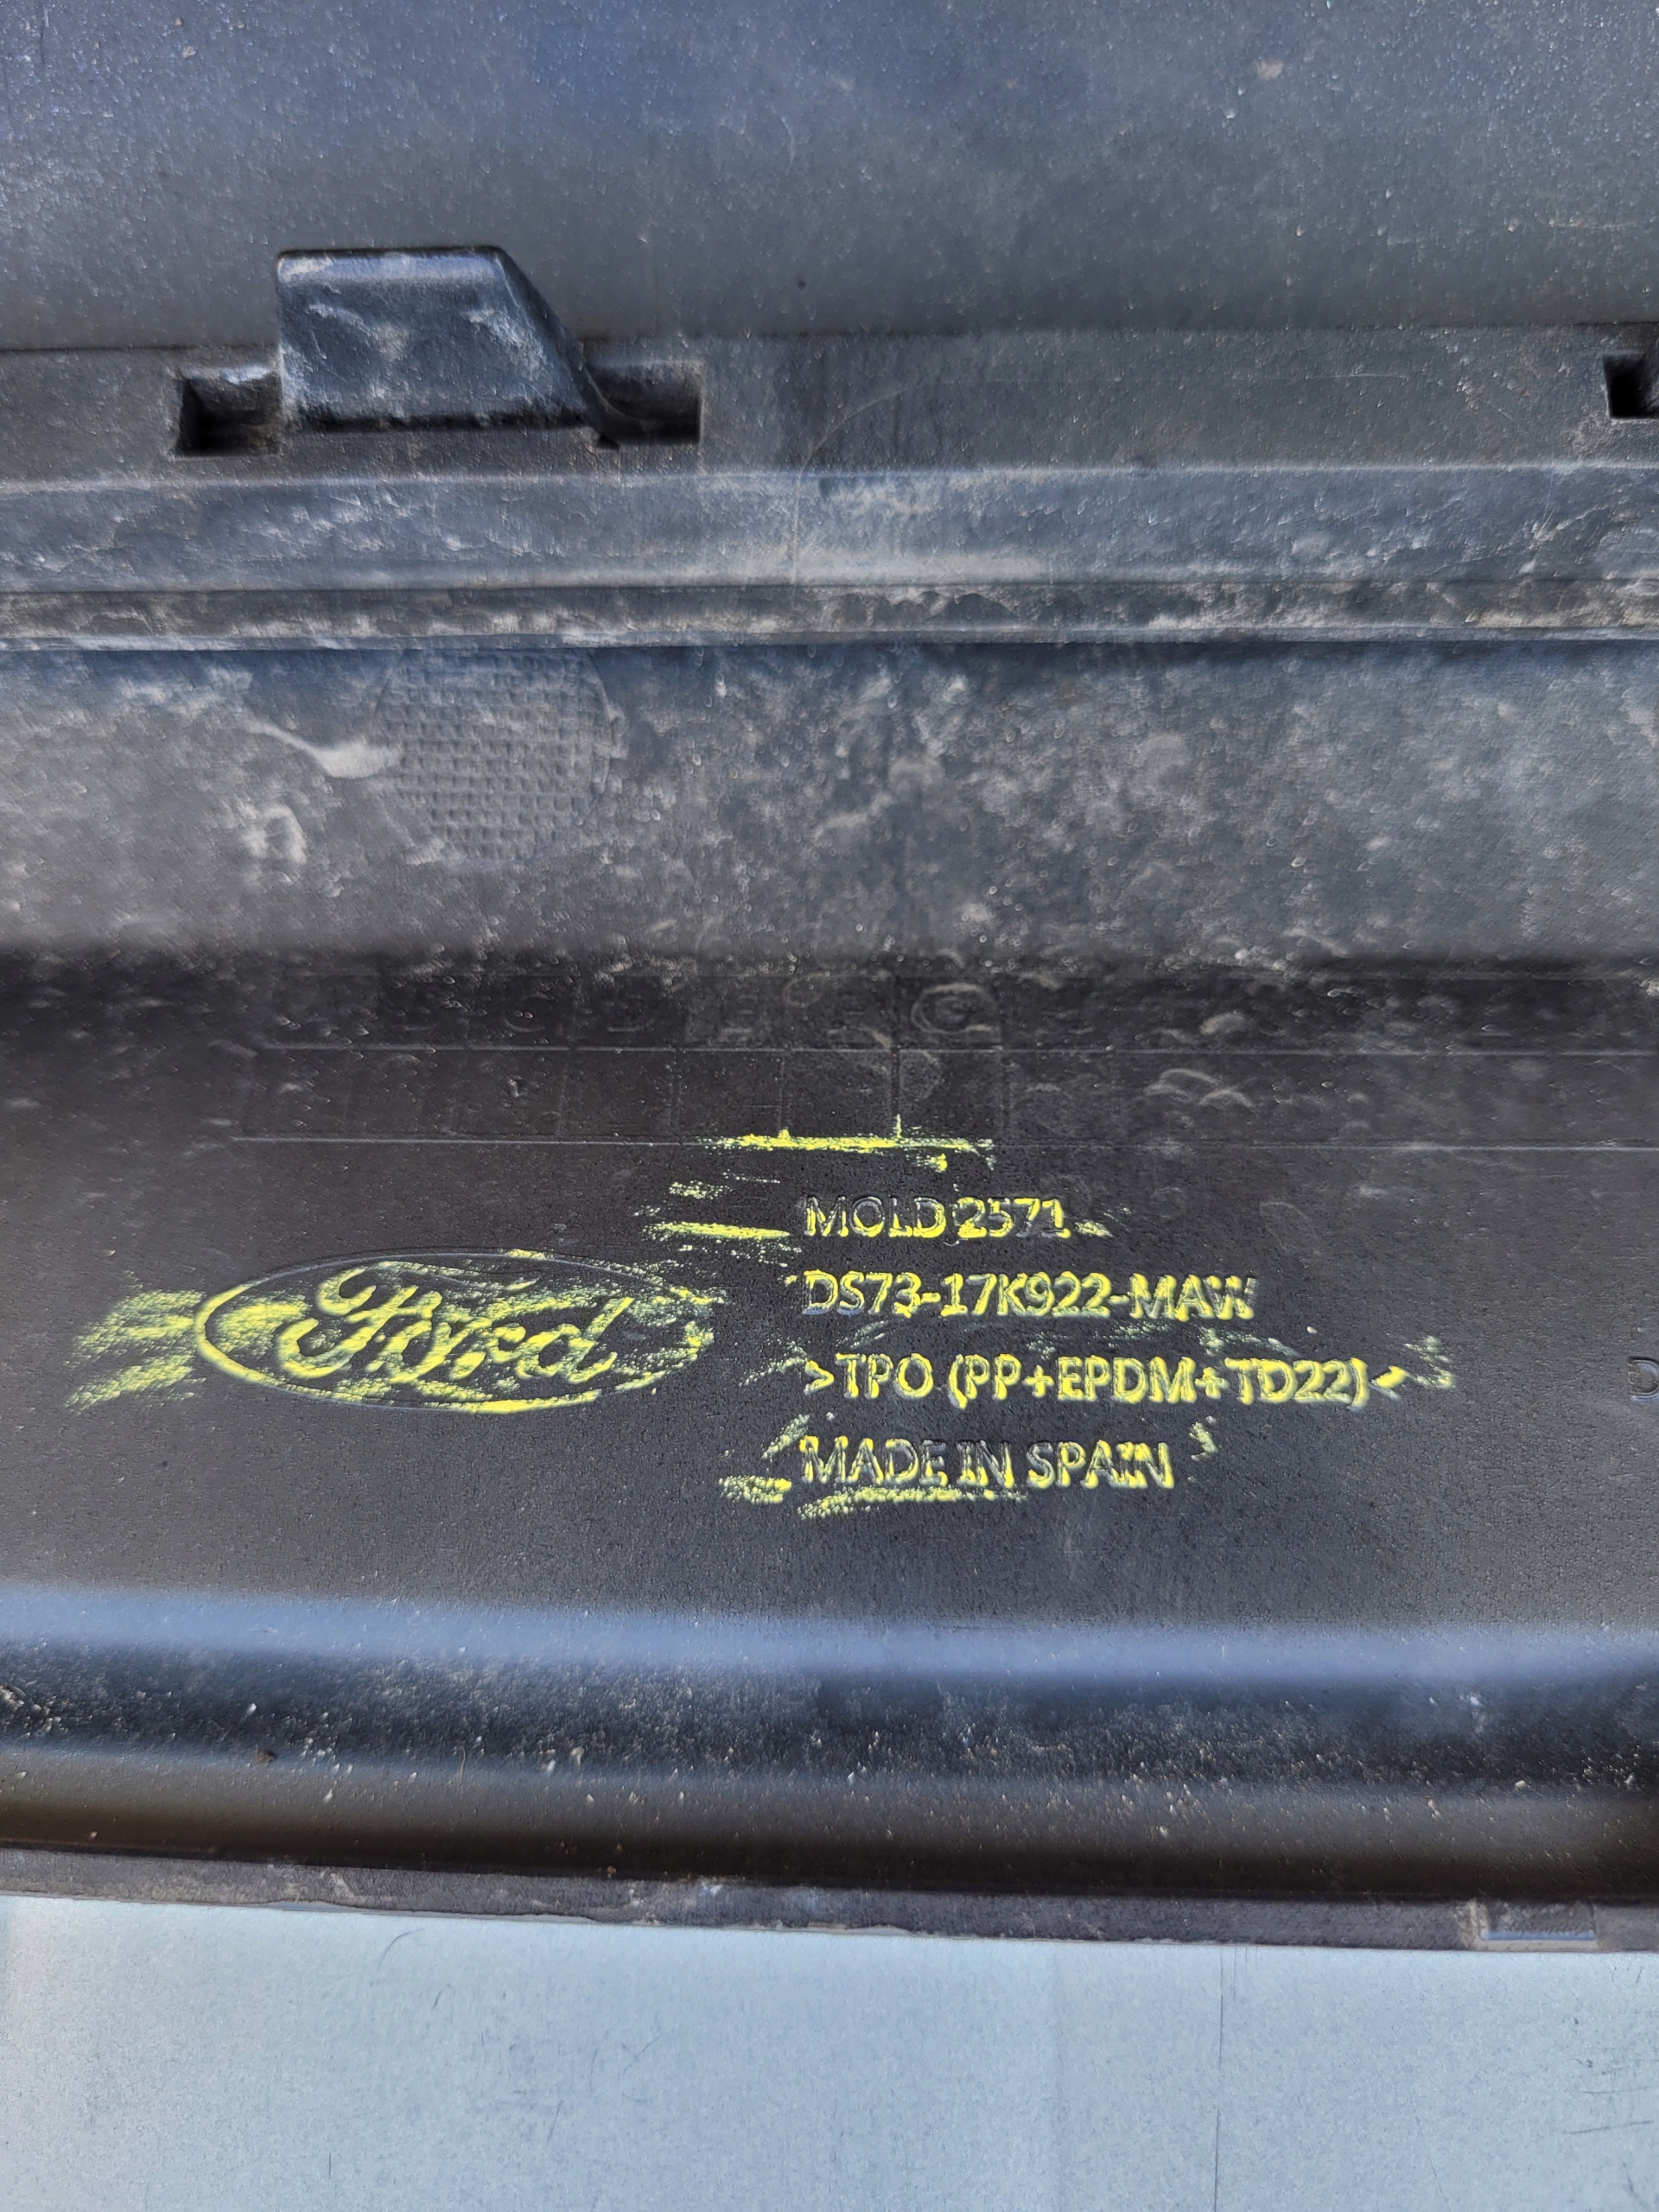 A B C D E F G
MOLD 2571
DS73-17K922-MAW
Ford
>TPO (PP+EPDM+TD22)<
MADE IN SPAIN
D